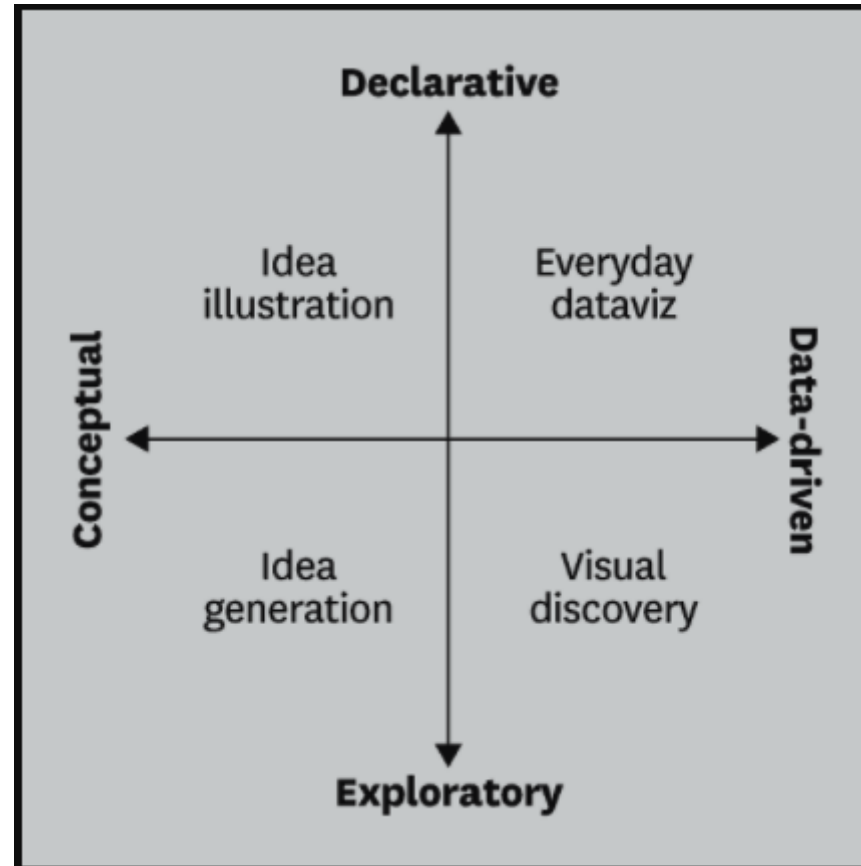 Declarative
Idea
illustration
Everyday
dataviz
Conceptual
Data-driven
Idea
generation
Visual
discovery
Exploratory